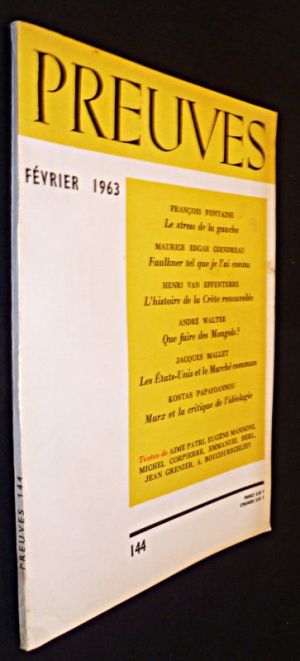 PREUVES
FÉVRIER 1963
FRANÇOIS FONTAINE
Le stress de la gauche
MAURICE EDGAR COINDREAU
Faulkner tel que je l'ai connu
HENRI VAN EFFENTERRE
L'histoire de la Crète renouvelée
ANDRÉ WALTER
Que faire des Mongols?
JACQUES MALLET
Les États-Unis et le Marché commun
KOSTAS PAPAIOANNOU
Marx et la critique de l'idéologie
Textes de AIMÉ PATRI, EUGÈNE MANNONI,
MICHEL CORPIERRE, EMMANUEL BERL,
JEAN GRENIER, A. BOUCOURECHLIEV
144
FRANCE
ÉTRANGER
PREUVES 144